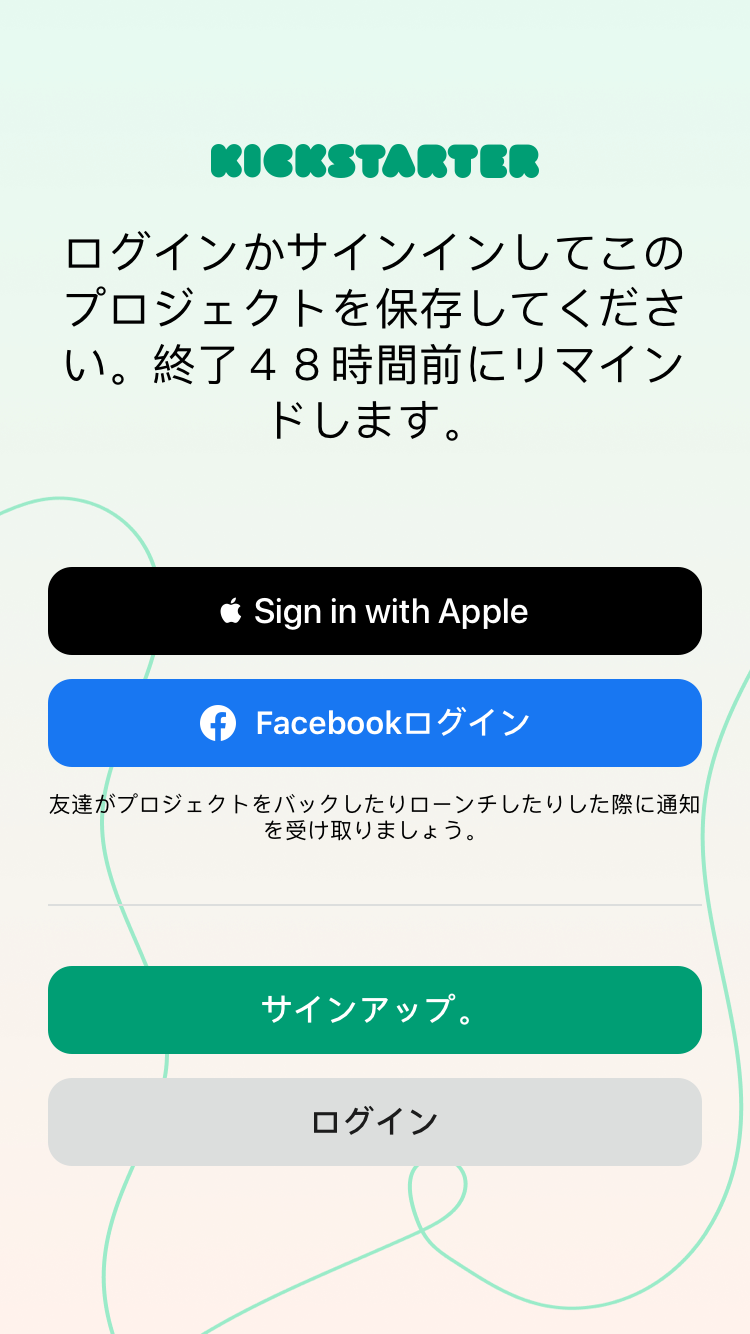 KICKSTARTER
ログインかサインインしてこの
プロジェクトを保存してくださ
い。終了４８時間前にリマイン
ドします。
Sign in with Apple
Facebookログイン
友達がプロジェクトをバックしたりローンチしたりした際に通知
を受け取りましょう。
サインアップ。
ログイン